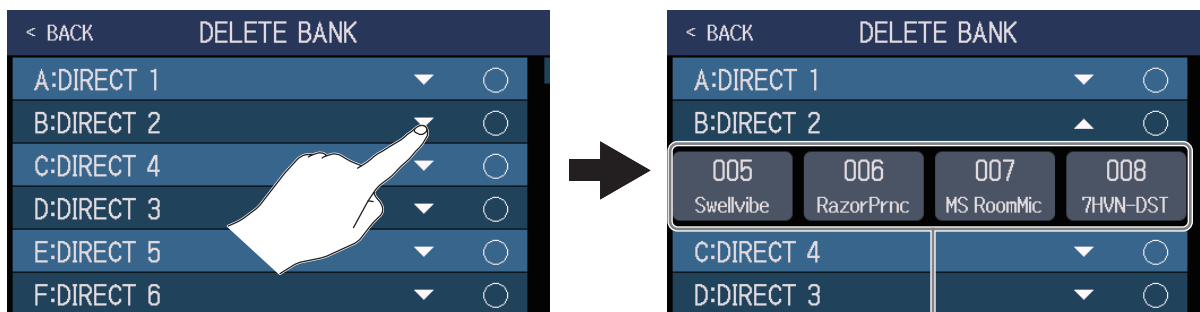 < BACK DELETE BANK
A:DIRECT 1
B:DIRECT 2
C:DIRECT 4
D:DIRECT 3
E:DIRECT 5
F:DIRECT 6
< BACK DELETE BANK
A:DIRECT 1
B:DIRECT 2
005 006 007 008
Swellvibe RazorPrnc MS RoomMic 7HVN-DST
C:DIRECT 4
D:DIRECT 3